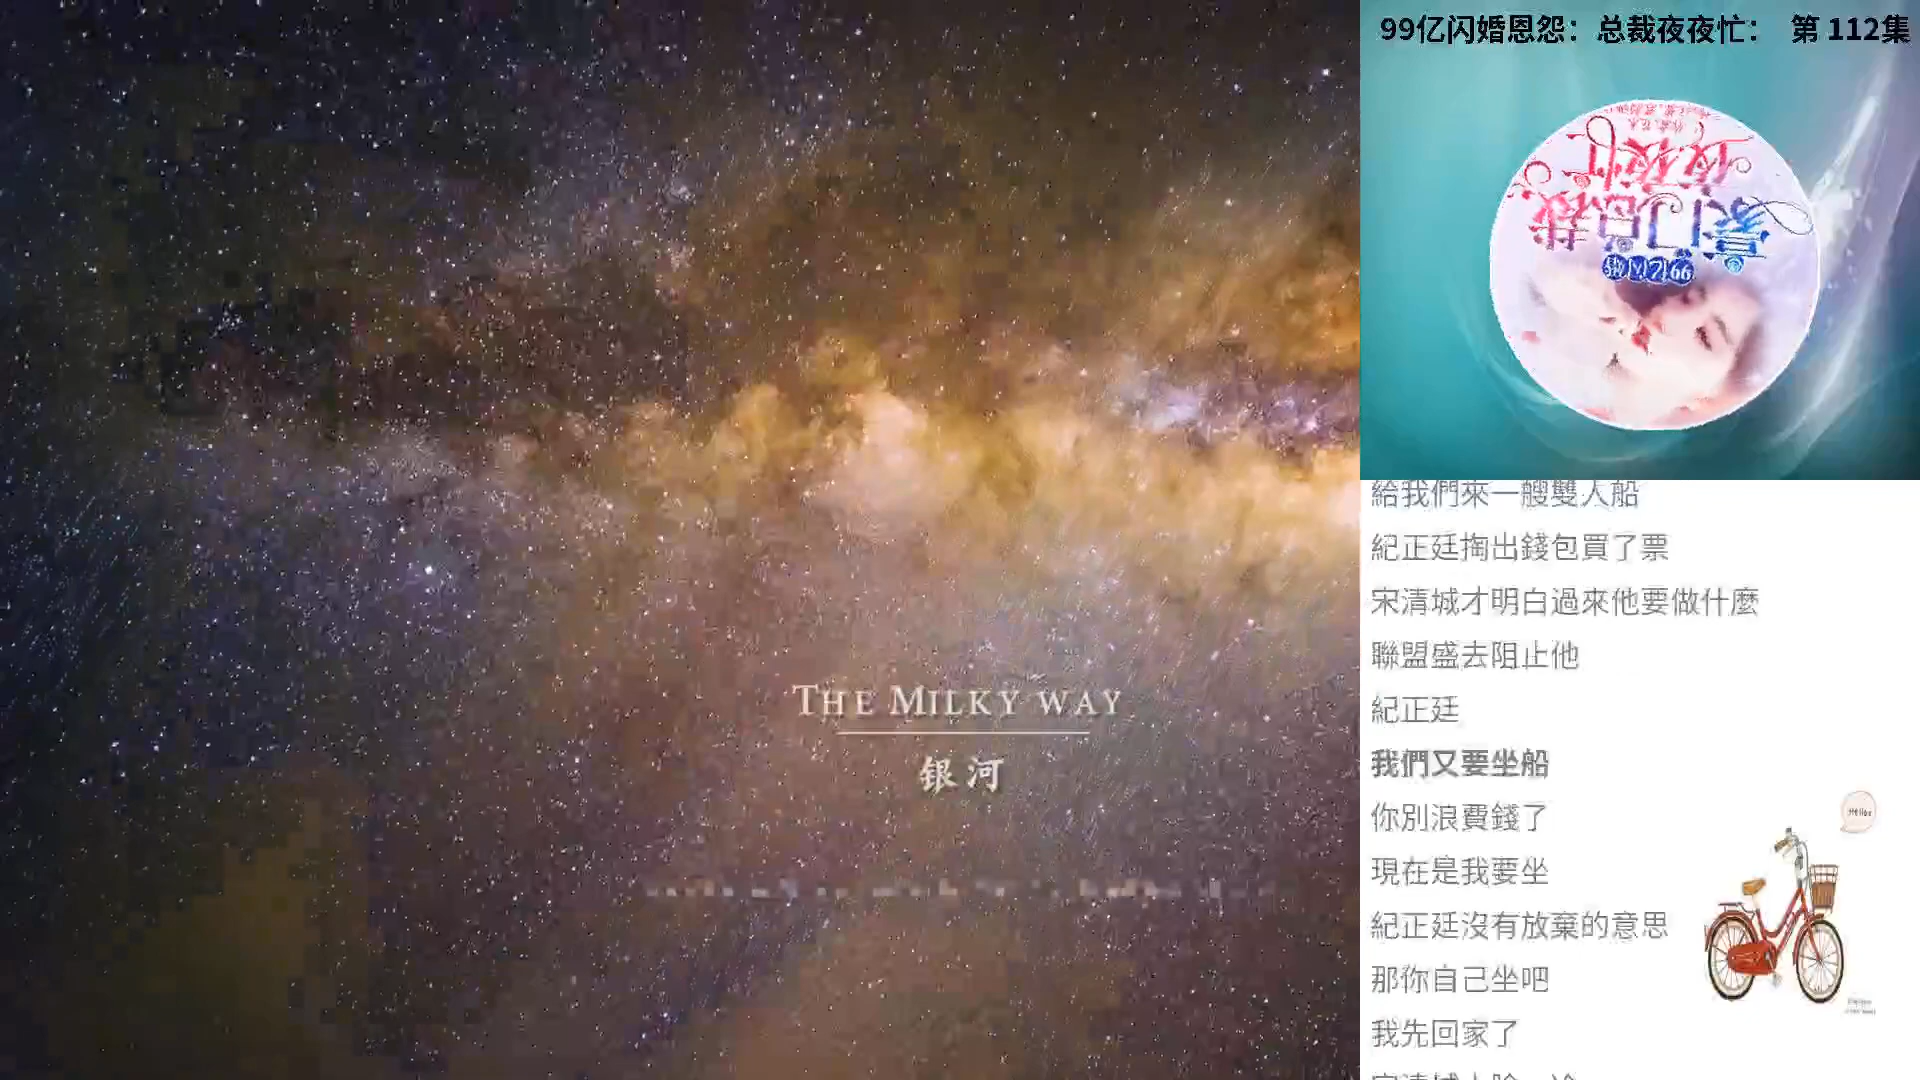 THE MILKY WAY
银河
99亿闪婚恩怨：总裁夜夜忙： 第 112集
給我們來一艘雙人船
紀正廷掏出錢包買了票
宋清城才明白過來他要做什麼
聯盟盛去阻止他
紀正廷
我們又要坐船
你別浪費錢了
現在是我要坐
紀正廷沒有放棄的意思
那你自己坐吧
我先回家了
Hello